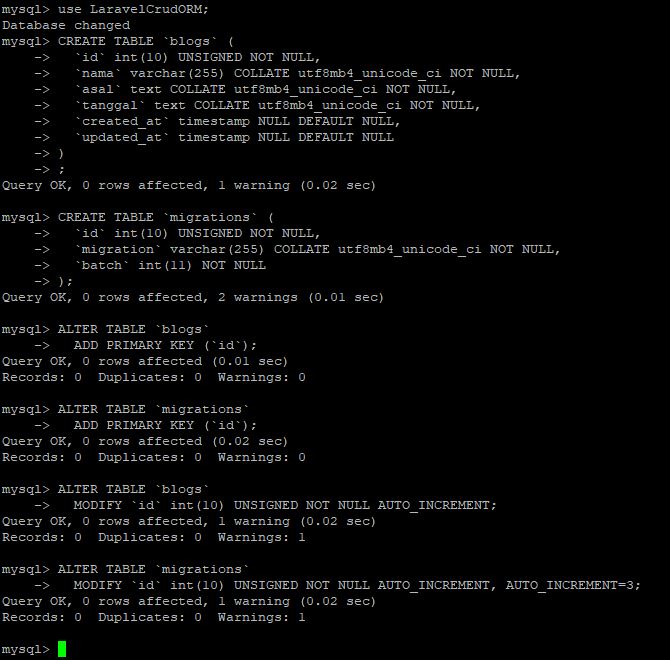 mysql> use LaravelCrudORM;
Database changed
mysql> CREATE TABLE `blogs` (
    ->   `id` int(10) UNSIGNED NOT NULL,
    ->   `nama` varchar(255) COLLATE utf8mb4_unicode_ci NOT NULL,
    ->   `asal` text COLLATE utf8mb4_unicode_ci NOT NULL,
    ->   `tanggal` text COLLATE utf8mb4_unicode_ci NOT NULL,
    ->   `created_at` timestamp NULL DEFAULT NULL,
    ->   `updated_at` timestamp NULL DEFAULT NULL
    -> )
    -> ;
Query OK, 0 rows affected, 1 warning (0.02 sec)

mysql> CREATE TABLE `migrations` (
    ->   `id` int(10) UNSIGNED NOT NULL,
    ->   `migration` varchar(255) COLLATE utf8mb4_unicode_ci NOT NULL,
    ->   `batch` int(11) NOT NULL
    -> );
Query OK, 0 rows affected, 2 warnings (0.01 sec)

mysql> ALTER TABLE `blogs`
    ->   ADD PRIMARY KEY (`id`);
Query OK, 0 rows affected (0.01 sec)
Records: 0  Duplicates: 0  Warnings: 0

mysql> ALTER TABLE `migrations`
    ->   ADD PRIMARY KEY (`id`);
Query OK, 0 rows affected (0.02 sec)
Records: 0  Duplicates: 0  Warnings: 0

mysql> ALTER TABLE `blogs`
    ->   MODIFY `id` int(10) UNSIGNED NOT NULL AUTO_INCREMENT;
Query OK, 0 rows affected, 1 warning (0.02 sec)
Records: 0  Duplicates: 0  Warnings: 1

mysql> ALTER TABLE `migrations`
    ->   MODIFY `id` int(10) UNSIGNED NOT NULL AUTO_INCREMENT, AUTO_INCREMENT=3;
Query OK, 0 rows affected, 1 warning (0.02 sec)
Records: 0  Duplicates: 0  Warnings: 1

mysql>